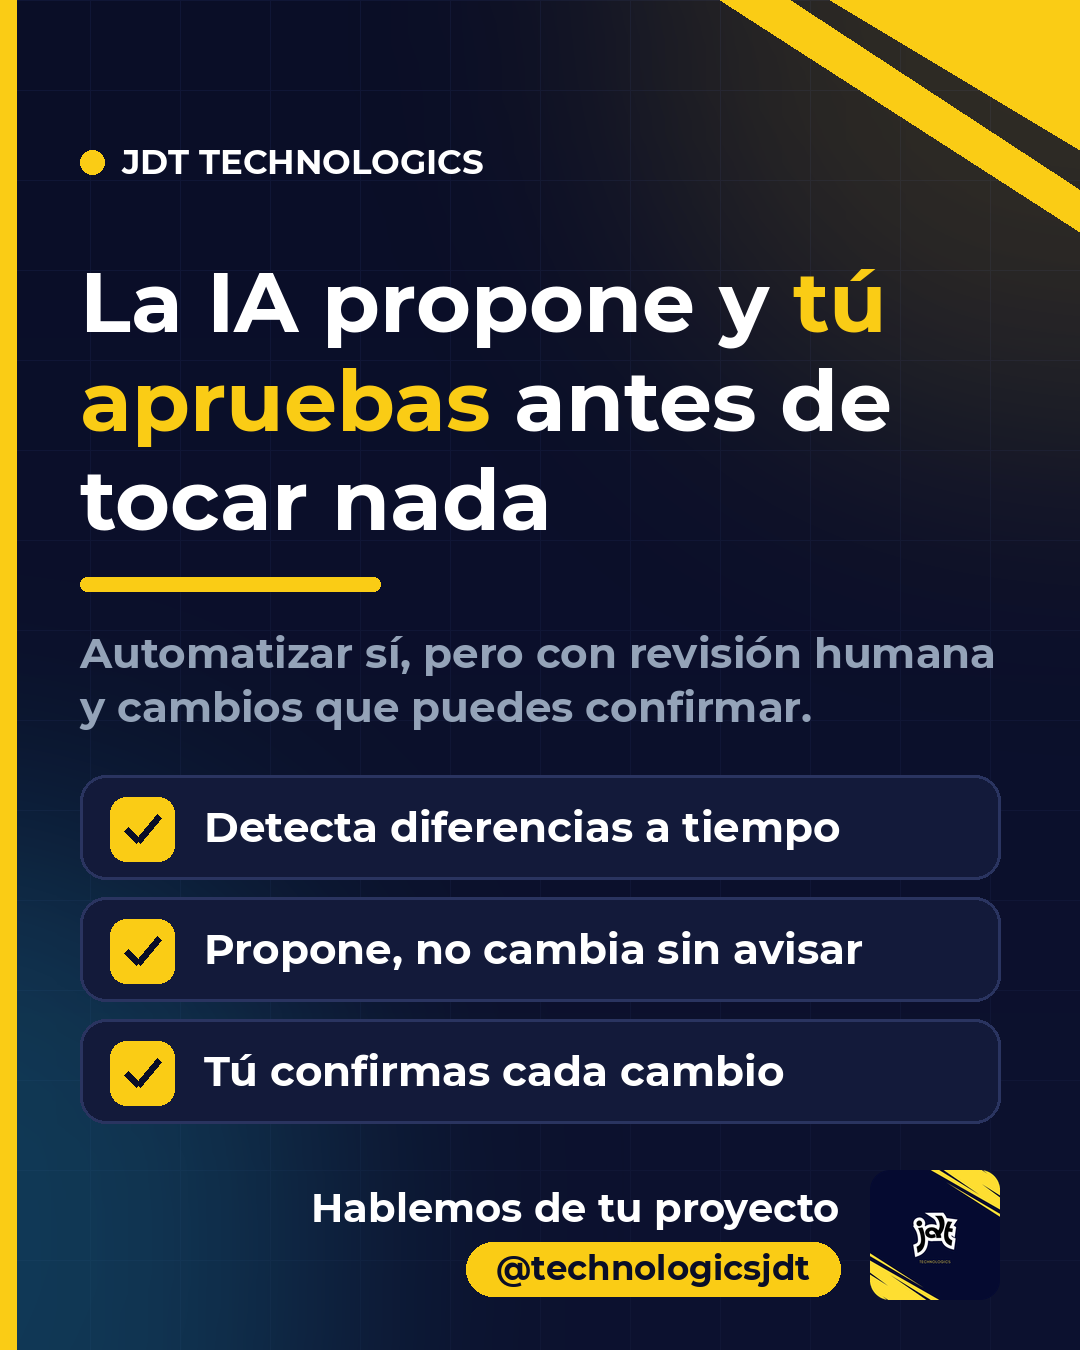 JDT TECHNOLOGICS
La IA propone y tú
apruebas antes de
tocar nada
Automatizar sí, pero con revisión humana
y cambios que puedes confirmar.
Detecta diferencias a tiempo
Propone, no cambia sin avisar
Tú confirmas cada cambio
Hablemos de tu proyecto
@technologicsjdt
jdt
TECHNOLOGICS